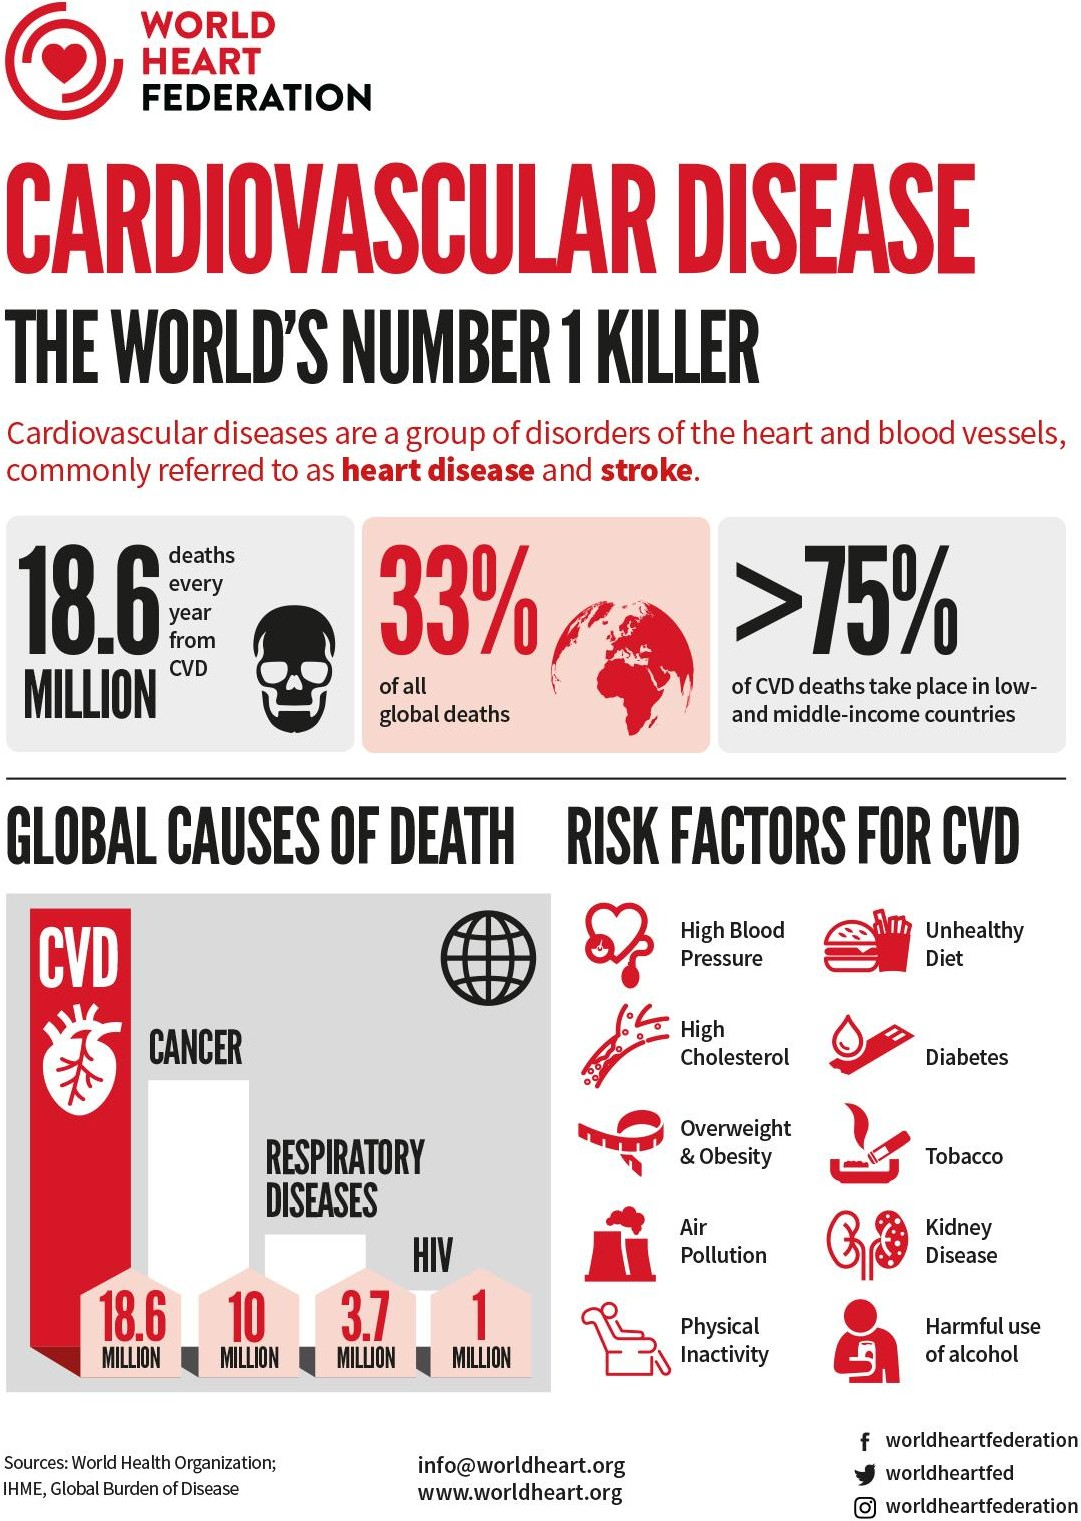 WORLD
HEART
FEDERATION
CARDIOVASCULAR DISEASE
THE WORLD'S NUMBER 1 KILLER
Cardiovascular diseases are a group of disorders of the heart and blood vessels,
commonly referred to as heart disease and stroke.
18.6
MILLION
deaths
every
year
from
CVD
33%
of all
global deaths
>75%
of CVD deaths take place in low-
and middle-income countries
GLOBAL CAUSES OF DEATH
CVD
CANCER
RESPIRATORY
DISEASES
HIV
18.6
MILLION
10
MILLION
3.7
MILLION
1
MILLION
RISK FACTORS FOR CVD
High Blood
Pressure
Unhealthy
Diet
High
Cholesterol
Diabetes
Overweight
& Obesity
Tobacco
Air
Pollution
Kidney
Disease
Physical
Inactivity
Harmful use
of alcohol
Sources: World Health Organization;
IHME, Global Burden of Disease
info@worldheart.org
www.worldheart.org
worldheartfederation
worldheartfed
worldheartfederation